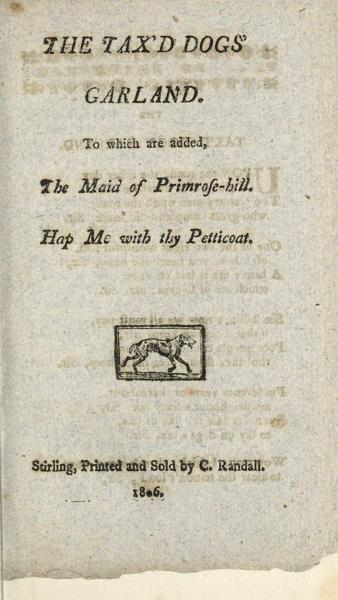 THE TAX'D DOGS'
GARLAND.
To which are added,
The Maid of Primroſe-hill.
Hap Me with thy Petticoat.
Stirling, Printed and Sold by C. Randall.
1806.